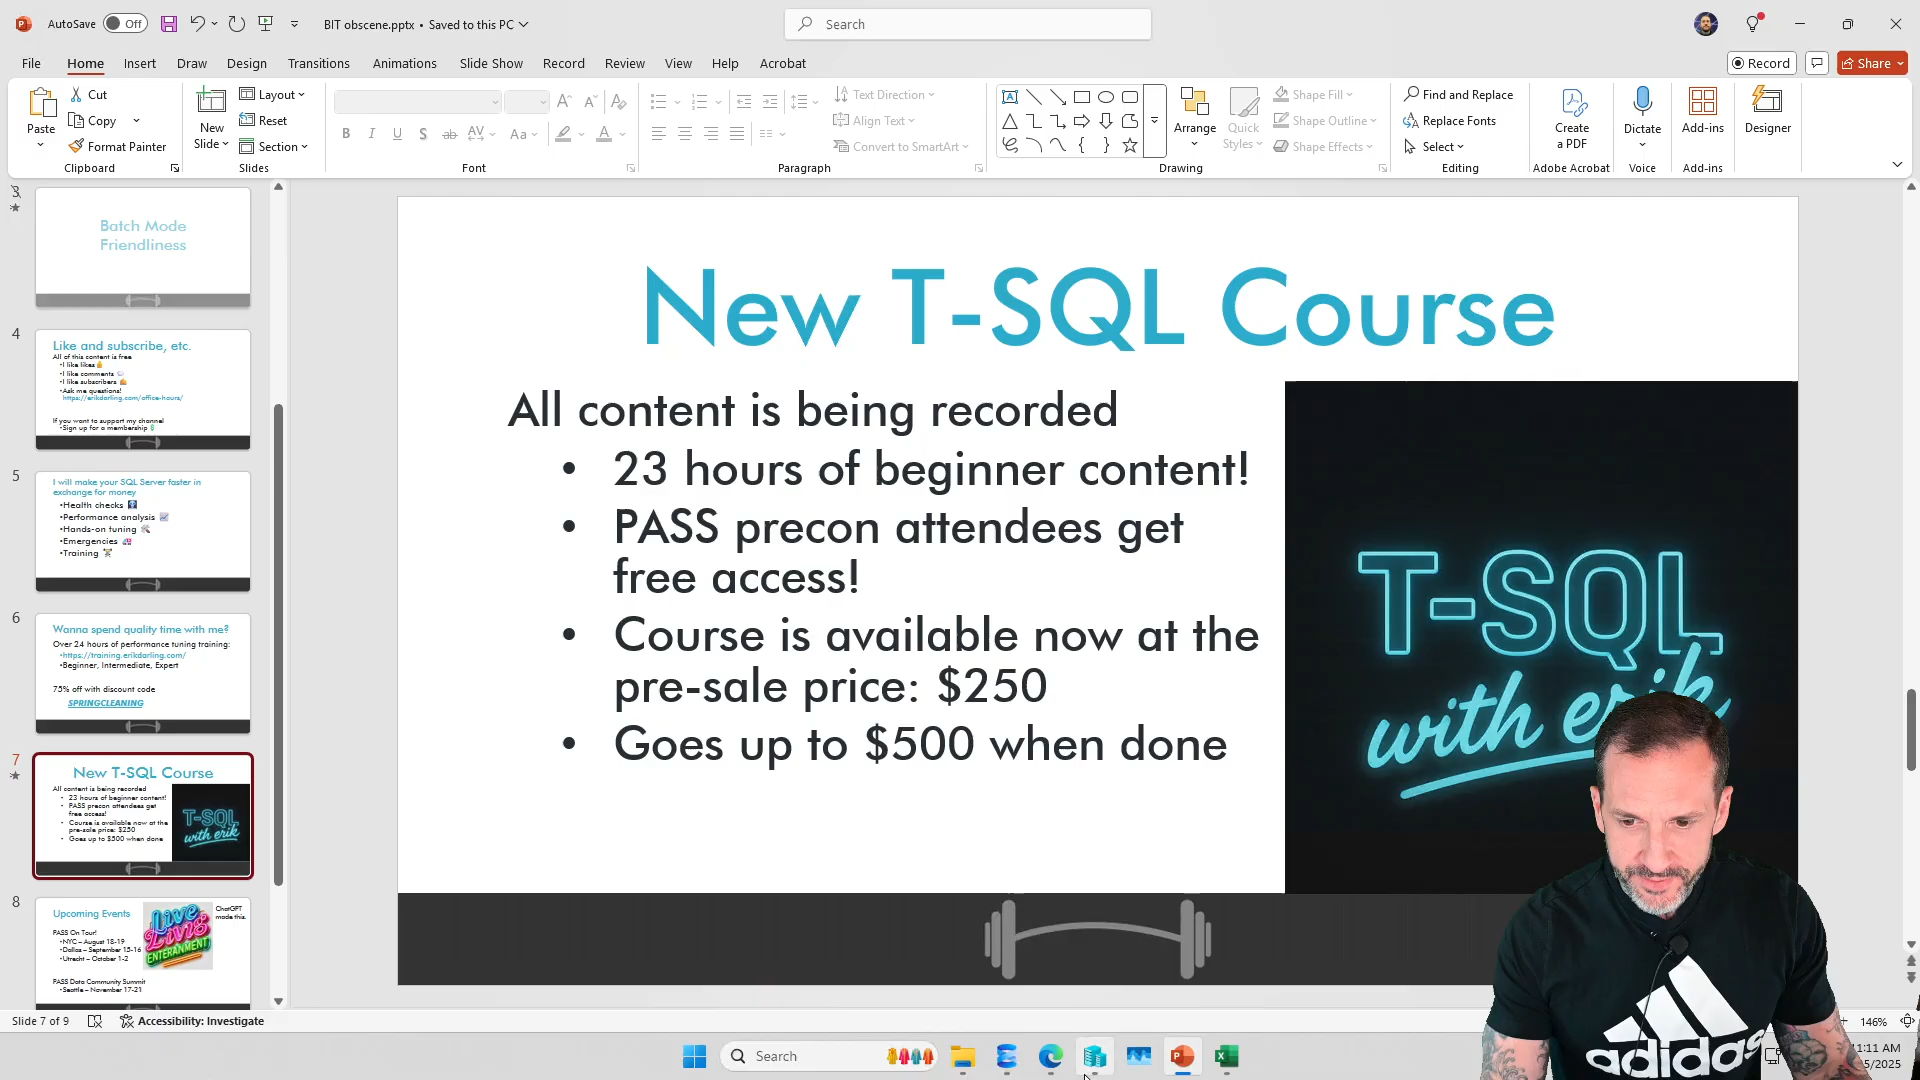 AutoSave Off
BIT obscene.pptx • Saved to this PC
Search
File Home Insert Draw Design Transitions Animations Slide Show Record Review View Help Acrobat
Record
Share
Paste
Cut
Copy
Format Painter
Clipboard
New
Slide
Layout
Reset
Section
Slides
Font
Paragraph
Text Direction
Align Text
Convert to SmartArt
Arrange
Quick
Styles
Shape Fill
Shape Outline
Shape Effects
Drawing
Find and Replace
Replace Fonts
Select
Editing
Create
a PDF
Adobe Acrobat
Dictate
Voice
Add-ins
Add-ins
Designer
3
Batch Mode
Friendliness
4
Like and subscribe, etc.
All of this content is free
•I like likes
•I like comments
•I like subscribers
•Ask me questions!
https://erikdarling.com/office-hours/
If you want to support my channel
•Sign up for a membership
5
I will make your SQL Server faster in
exchange for money
•Health checks
•Performance analysis
•Hands-on tuning
•Emergencies
•Training
6
Wanna spend quality time with me?
Over 24 hours of performance tuning training:
•https://training.erikdarling.com/
•Beginner, Intermediate, Expert
75% off with discount code
SPRINGCLEANING
7
New T-SQL Course
All content is being recorded
• 23 hours of beginner content!
• PASS precon attendees get
free access!
• Course is available now at the
pre-sale price: $250
• Goes up to $500 when done
T-SQL
with erik
8
Upcoming Events
PASS On Tour!
•NYC – August 18-19
•Dallas – September 15-16
•Utrecht – October 1-2
PASS Data Community Summit
•Seattle – November 17-21
LIVE
LIVIG
ENTERANMENT
ChatGPT
made this.
New T-SQL Course
All content is being recorded
• 23 hours of beginner content!
• PASS precon attendees get
free access!
• Course is available now at the
pre-sale price: $250
• Goes up to $500 when done
T-SQL
with erik
adidas
Slide 7 of 9
Accessibility: Investigate
146%
Search
11:11 AM
5/2025